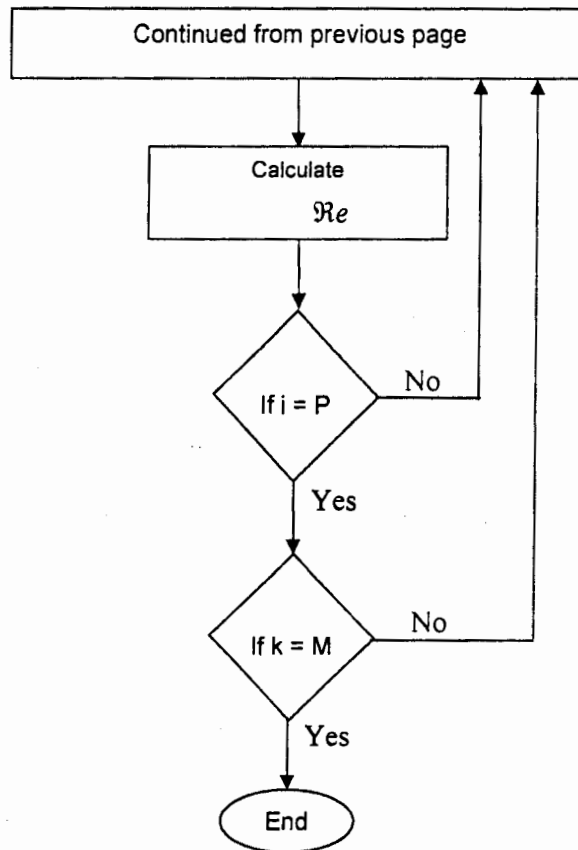 Continued from previous page
Calculate
ℜe
If i = P
No
Yes
If k = M
No
Yes
End